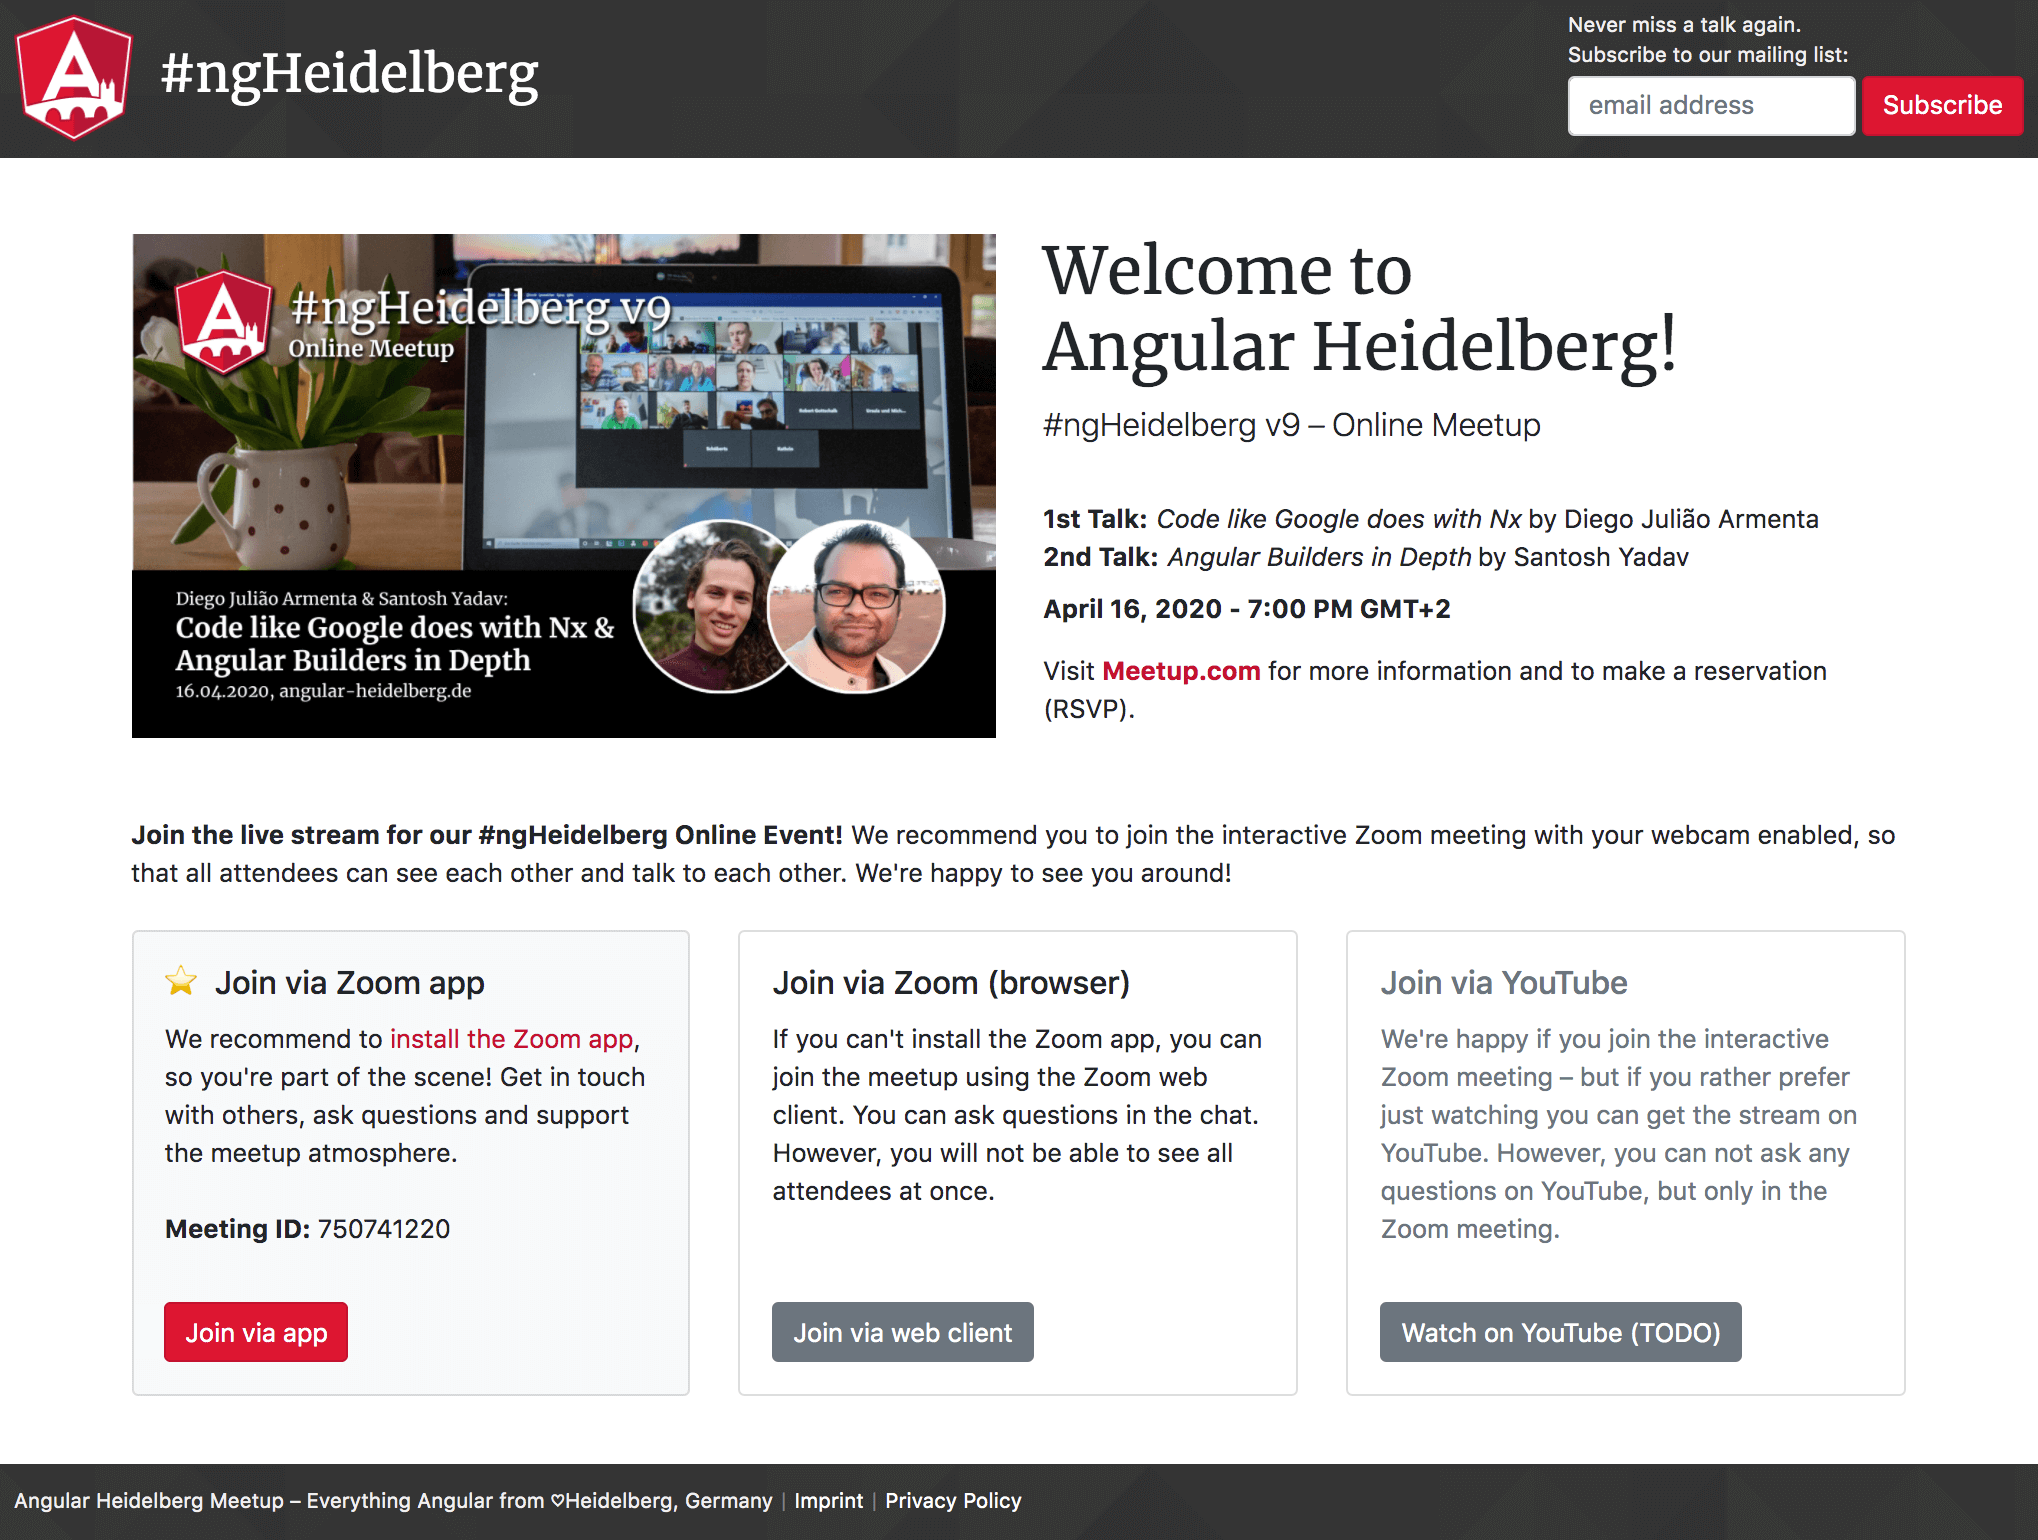 #ngHeidelberg
Never miss a talk again.
Subscribe to our mailing list:
email address
Subscribe
#ngHeidelberg v9
Online Meetup
Diego Julião Armenta & Santosh Yadav:
Code like Google does with Nx &
Angular Builders in Depth
16.04.2020, angular-heidelberg.de
Welcome to
Angular Heidelberg!
#ngHeidelberg v9 – Online Meetup
1st Talk: Code like Google does with Nx by Diego Julião Armenta
2nd Talk: Angular Builders in Depth by Santosh Yadav
April 16, 2020 - 7:00 PM GMT+2
Visit Meetup.com for more information and to make a reservation
(RSVP).
Join the live stream for our #ngHeidelberg Online Event! We recommend you to join the interactive Zoom meeting with your webcam enabled, so
that all attendees can see each other and talk to each other. We're happy to see you around!
⭐ Join via Zoom app
We recommend to install the Zoom app,
so you're part of the scene! Get in touch
with others, ask questions and support
the meetup atmosphere.
Meeting ID: 750741220
Join via app
Join via Zoom (browser)
If you can't install the Zoom app, you can
join the meetup using the Zoom web
client. You can ask questions in the chat.
However, you will not be able to see all
attendees at once.
Join via web client
Join via YouTube
We're happy if you join the interactive
Zoom meeting – but if you rather prefer
just watching you can get the stream on
YouTube. However, you can not ask any
questions on YouTube, but only in the
Zoom meeting.
Watch on YouTube (TODO)
Angular Heidelberg Meetup – Everything Angular from ♡Heidelberg, Germany | Imprint | Privacy Policy